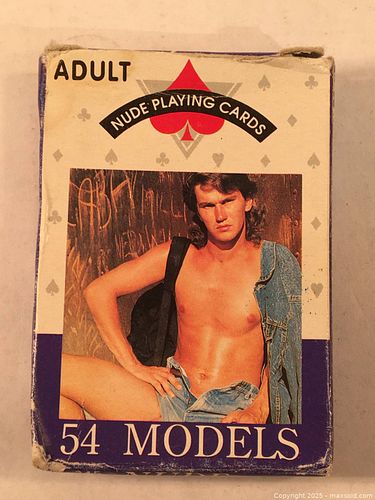 ADULT
NUDE PLAYING CARDS
54 MODELS
Copyright 2025 - maxsold.com